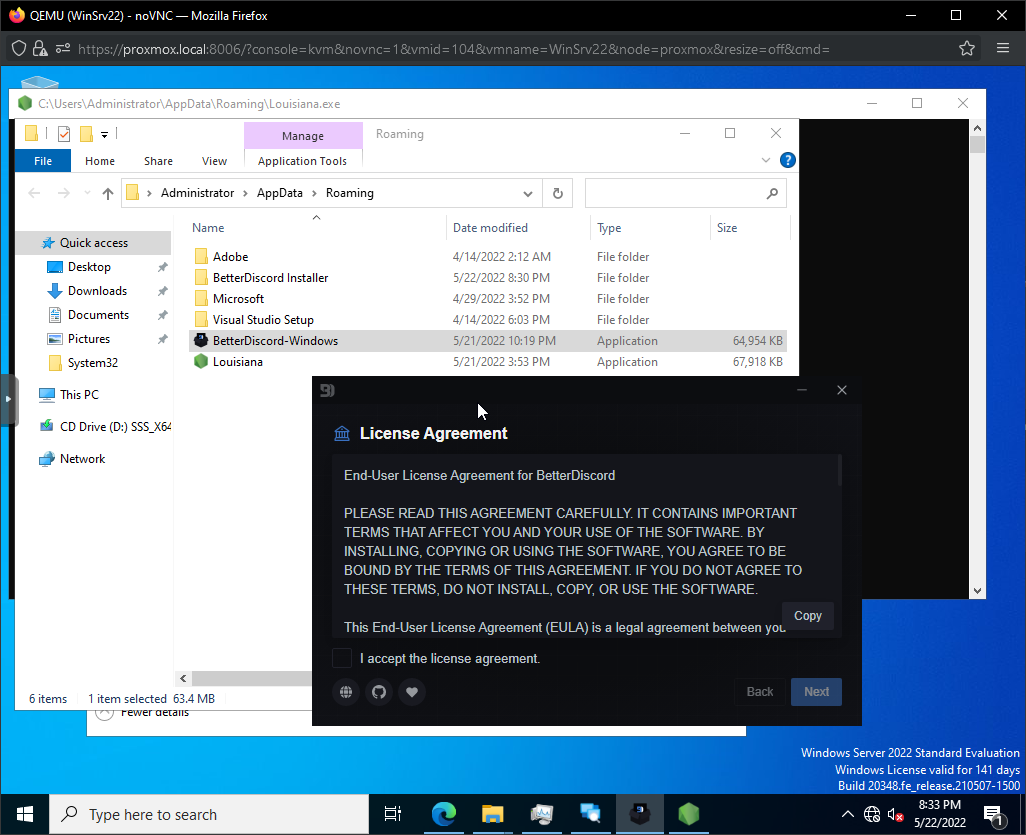 QEMU (WinSrv22) - noVNC — Mozilla Firefox
https://proxmox.local:8006/?console=kvm&novnc=1&vmid=104&vmname=WinSrv22&node=proxmox&resize=off&cmd=
C:\Users\Administrator\AppData\Roaming\Louisiana.exe
Manage
Roaming
File
Home
Share
View
Application Tools
?
Administrator
AppData
Roaming
Name
Date modified
Type
Size
Quick access
Desktop
Downloads
Documents
Pictures
System32
This PC
CD Drive (D:) SSS_X64
Network
Adobe 4/14/2022 2:12 AM File folder
BetterDiscord Installer 5/22/2022 8:30 PM File folder
Microsoft 4/29/2022 3:52 PM File folder
Visual Studio Setup 4/14/2022 6:03 PM File folder
BetterDiscord-Windows 5/21/2022 10:19 PM Application 64,954 KB
Louisiana 5/21/2022 3:53 PM Application 67,918 KB
License Agreement
End-User License Agreement for BetterDiscord
PLEASE READ THIS AGREEMENT CAREFULLY. IT CONTAINS IMPORTANT
TERMS THAT AFFECT YOU AND YOUR USE OF THE SOFTWARE. BY
INSTALLING, COPYING OR USING THE SOFTWARE, YOU AGREE TO BE
BOUND BY THE TERMS OF THIS AGREEMENT. IF YOU DO NOT AGREE TO
THESE TERMS, DO NOT INSTALL, COPY, OR USE THE SOFTWARE.
This End-User License Agreement (EULA) is a legal agreement between you
Copy
I accept the license agreement.
Back
Next
6 items
1 item selected 63.4 MB
Fewer details
Windows Server 2022 Standard Evaluation
Windows License valid for 141 days
Build 20348.fe_release.210507-1500
Type here to search
8:33 PM
5/22/2022
1